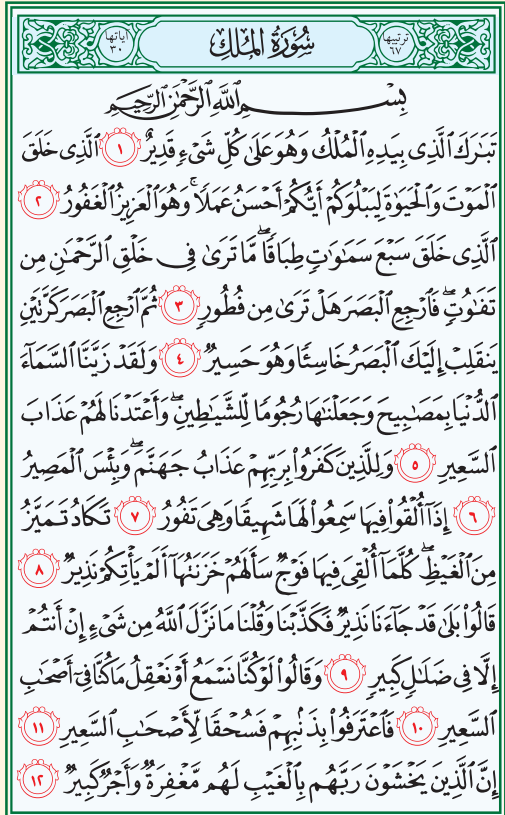 ترتيبها ٦٧ سُورَةُ الْمُلْكِ آياتها ٣٠
بِسْمِ ٱللَّهِ ٱلرَّحْمَٰنِ ٱلرَّحِيمِ
تَبَٰرَكَ ٱلَّذِى بِيَدِهِ ٱلْمُلْكُ وَهُوَ عَلَىٰ كُلِّ شَىْءٍ قَدِيرٌ ١ ٱلَّذِى خَلَقَ
ٱلْمَوْتَ وَٱلْحَيَوٰةَ لِيَبْلُوَكُمْ أَيُّكُمْ أَحْسَنُ عَمَلًا ۚ وَهُوَ ٱلْعَزِيزُ ٱلْغَفُورُ ٢
ٱلَّذِى خَلَقَ سَبْعَ سَمَٰوَٰتٍ طِبَاقًا ۖ مَّا تَرَىٰ فِى خَلْقِ ٱلرَّحْمَٰنِ مِن
تَفَٰوُتٍ ۖ فَٱرْجِعِ ٱلْبَصَرَ هَلْ تَرَىٰ مِن فُطُورٍ ٣ ثُمَّ ٱرْجِعِ ٱلْبَصَرَ كَرَّتَيْنِ
يَنقَلِبْ إِلَيْكَ ٱلْبَصَرُ خَاسِئًا وَهُوَ حَسِيرٌ ٤ وَلَقَدْ زَيَّنَّا ٱلسَّمَآءَ
ٱلدُّنْيَا بِمَصَٰبِيحَ وَجَعَلْنَٰهَا رُجُومًا لِّلشَّيَٰطِينِ ۖ وَأَعْتَدْنَا لَهُمْ عَذَابَ
ٱلسَّعِيرِ ٥ وَلِلَّذِينَ كَفَرُوا۟ بِرَبِّهِمْ عَذَابُ جَهَنَّمَ ۖ وَبِئْسَ ٱلْمَصِيرُ
٦ إِذَآ أُلْقُوا۟ فِيهَا سَمِعُوا۟ لَهَا شَهِيقًا وَهِىَ تَفُورُ ٧ تَكَادُ تَمَيَّزُ
مِنَ ٱلْغَيْظِ ۖ كُلَّمَآ أُلْقِىَ فِيهَا فَوْجٌ سَأَلَهُمْ خَزَنَتُهَآ أَلَمْ يَأْتِكُمْ نَذِيرٌ ٨
قَالُوا۟ بَلَىٰ قَدْ جَآءَنَا نَذِيرٌ فَكَذَّبْنَا وَقُلْنَا مَا نَزَّلَ ٱللَّهُ مِن شَىْءٍ إِنْ أَنتُمْ
إِلَّا فِى ضَلَٰلٍ كَبِيرٍ ٩ وَقَالُوا۟ لَوْ كُنَّا نَسْمَعُ أَوْ نَعْقِلُ مَا كُنَّا فِىٓ أَصْحَٰبِ
ٱلسَّعِيرِ ١٠ فَٱعْتَرَفُوا۟ بِذَنۢبِهِمْ فَسُحْقًا لِّأَصْحَٰبِ ٱلسَّعِيرِ ١١
إِنَّ ٱلَّذِينَ يَخْشَوْنَ رَبَّهُم بِٱلْغَيْبِ لَهُم مَّغْفِرَةٌ وَأَجْرٌ كَبِيرٌ ١٢